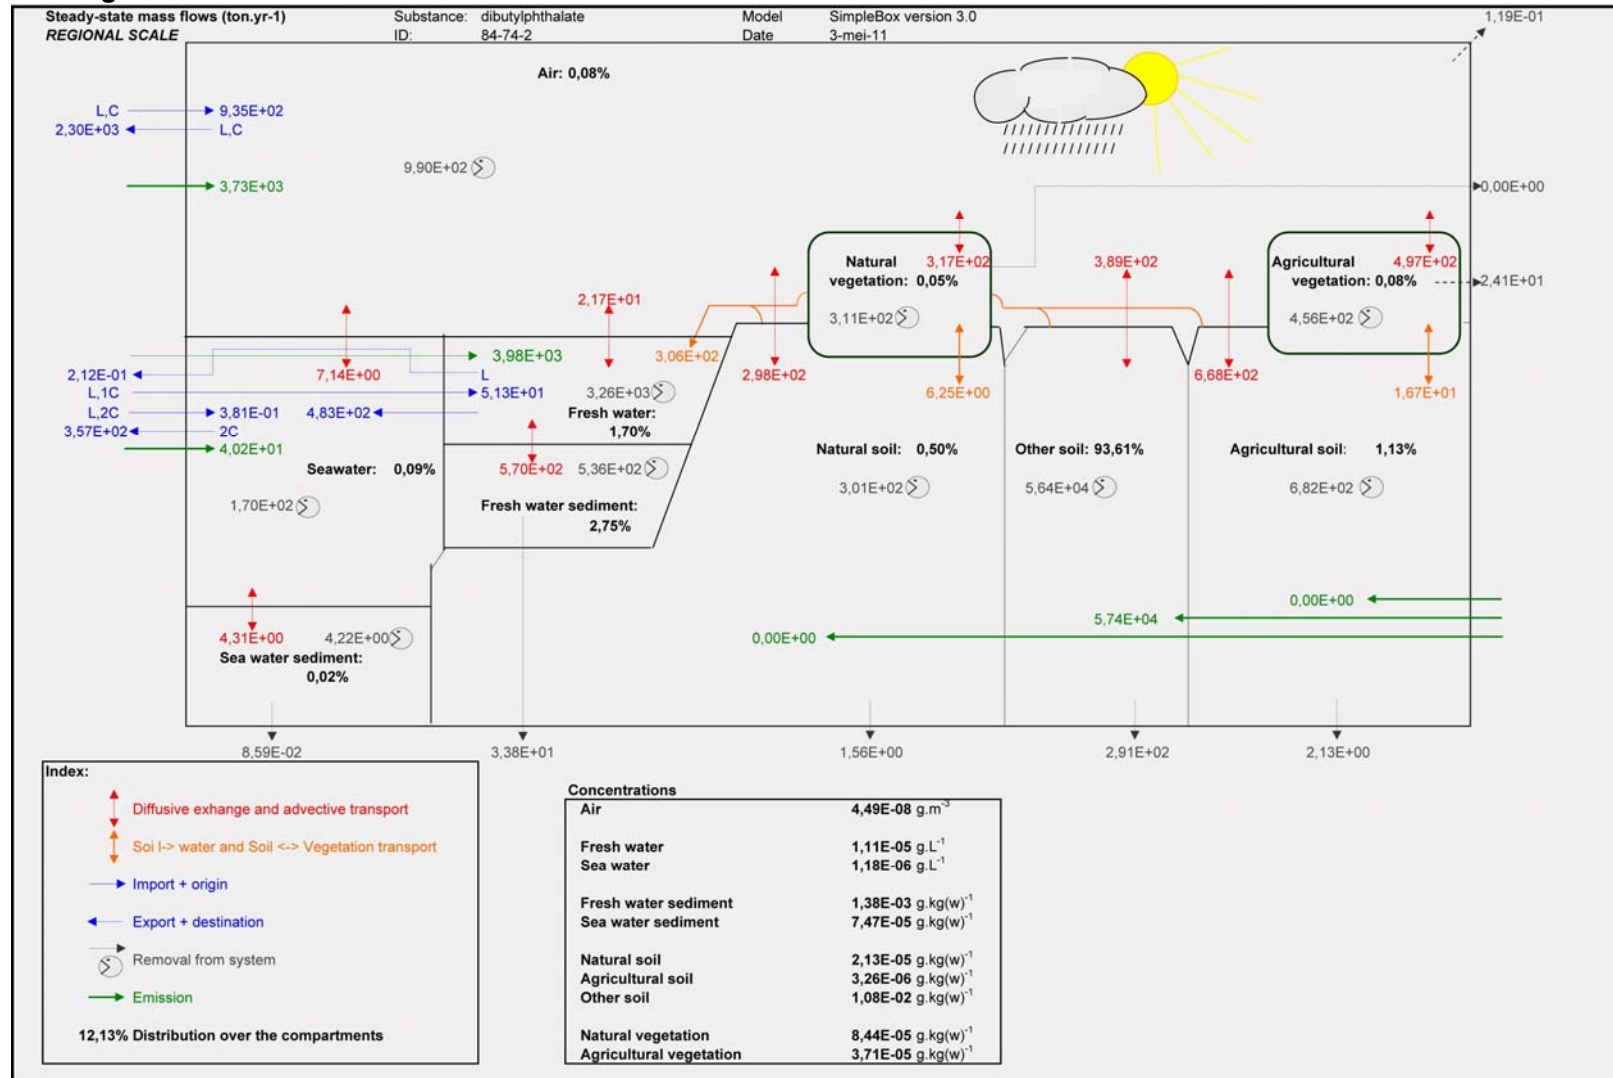 Steady-state mass flows (ton.yr-1) Substance: dibutylphthalate Model SimpleBox version 3.0
REGIONAL SCALE ID: 84-74-2 Date 3-mei-11
1,19E-01
Air: 0,08%
L,C 9,35E+02
2,30E+03 L,C
9,90E+02
3,73E+03
0,00E+00
Natural 3,17E+02
vegetation: 0,05%
3,11E+02
3,89E+02
Agricultural 4,97E+02
vegetation: 0,08%
2,41E+01
4,56E+02
2,17E+01
3,98E+03
3,06E+02
2,12E-01 7,14E+00 L
2,98E+02
6,68E+02
L,1C 5,13E+01 3,26E+03
6,25E+00
1,67E+01
L,2C 3,81E-01 4,83E+02 Fresh water:
1,70%
3,57E+02 2C
4,02E+01
Seawater: 0,09%
5,70E+02 5,36E+02
Natural soil: 0,50% Other soil: 93,61% Agricultural soil: 1,13%
3,01E+02 5,64E+04 6,82E+02
1,70E+02
Fresh water sediment:
2,75%
0,00E+00
5,74E+04
0,00E+00
4,31E+00 4,22E+00
Sea water sediment:
0,02%
8,59E-02 3,38E+01 1,56E+00 2,91E+02 2,13E+00
Index:
Diffusive exhange and advective transport
Soi l-> water and Soil <-> Vegetation transport
Import + origin
Export + destination
Removal from system
Emission
12,13% Distribution over the compartments
Concentrations
Air 4,49E-08 g.m-3
Fresh water 1,11E-05 g.L-1
Sea water 1,18E-06 g.L-1
Fresh water sediment 1,38E-03 g.kg(w)-1
Sea water sediment 7,47E-05 g.kg(w)-1
Natural soil 2,13E-05 g.kg(w)-1
Agricultural soil 3,26E-06 g.kg(w)-1
Other soil 1,08E-02 g.kg(w)-1
Natural vegetation 8,44E-05 g.kg(w)-1
Agricultural vegetation 3,71E-05 g.kg(w)-1